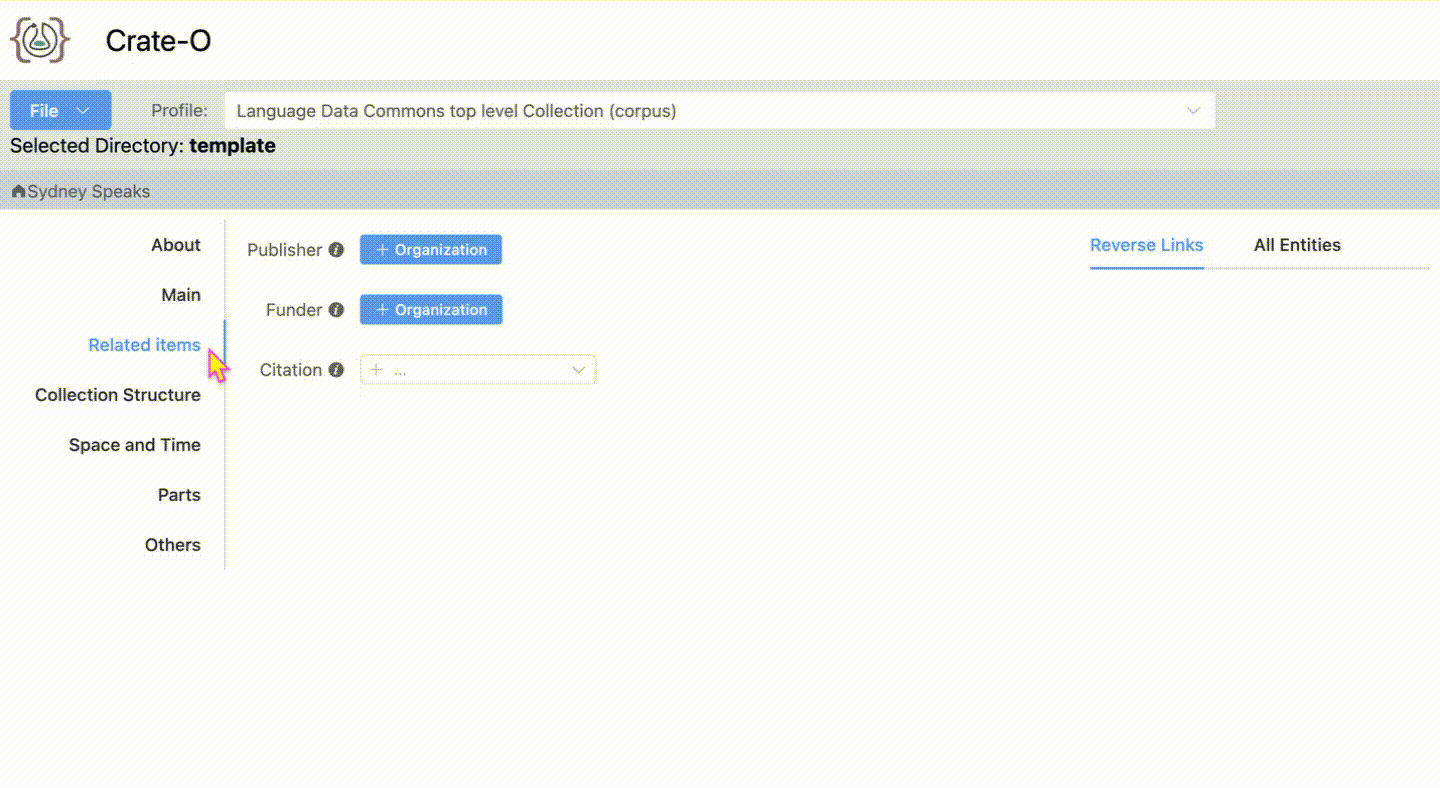 Crate-O
File Profile: Language Data Commons top level Collection (corpus)
Selected Directory: template
Sydney Speaks
About
Main
Related items
Collection Structure
Space and Time
Parts
Others
Publisher + Organization
Funder + Organization
Citation + ...
Reverse Links All Entities